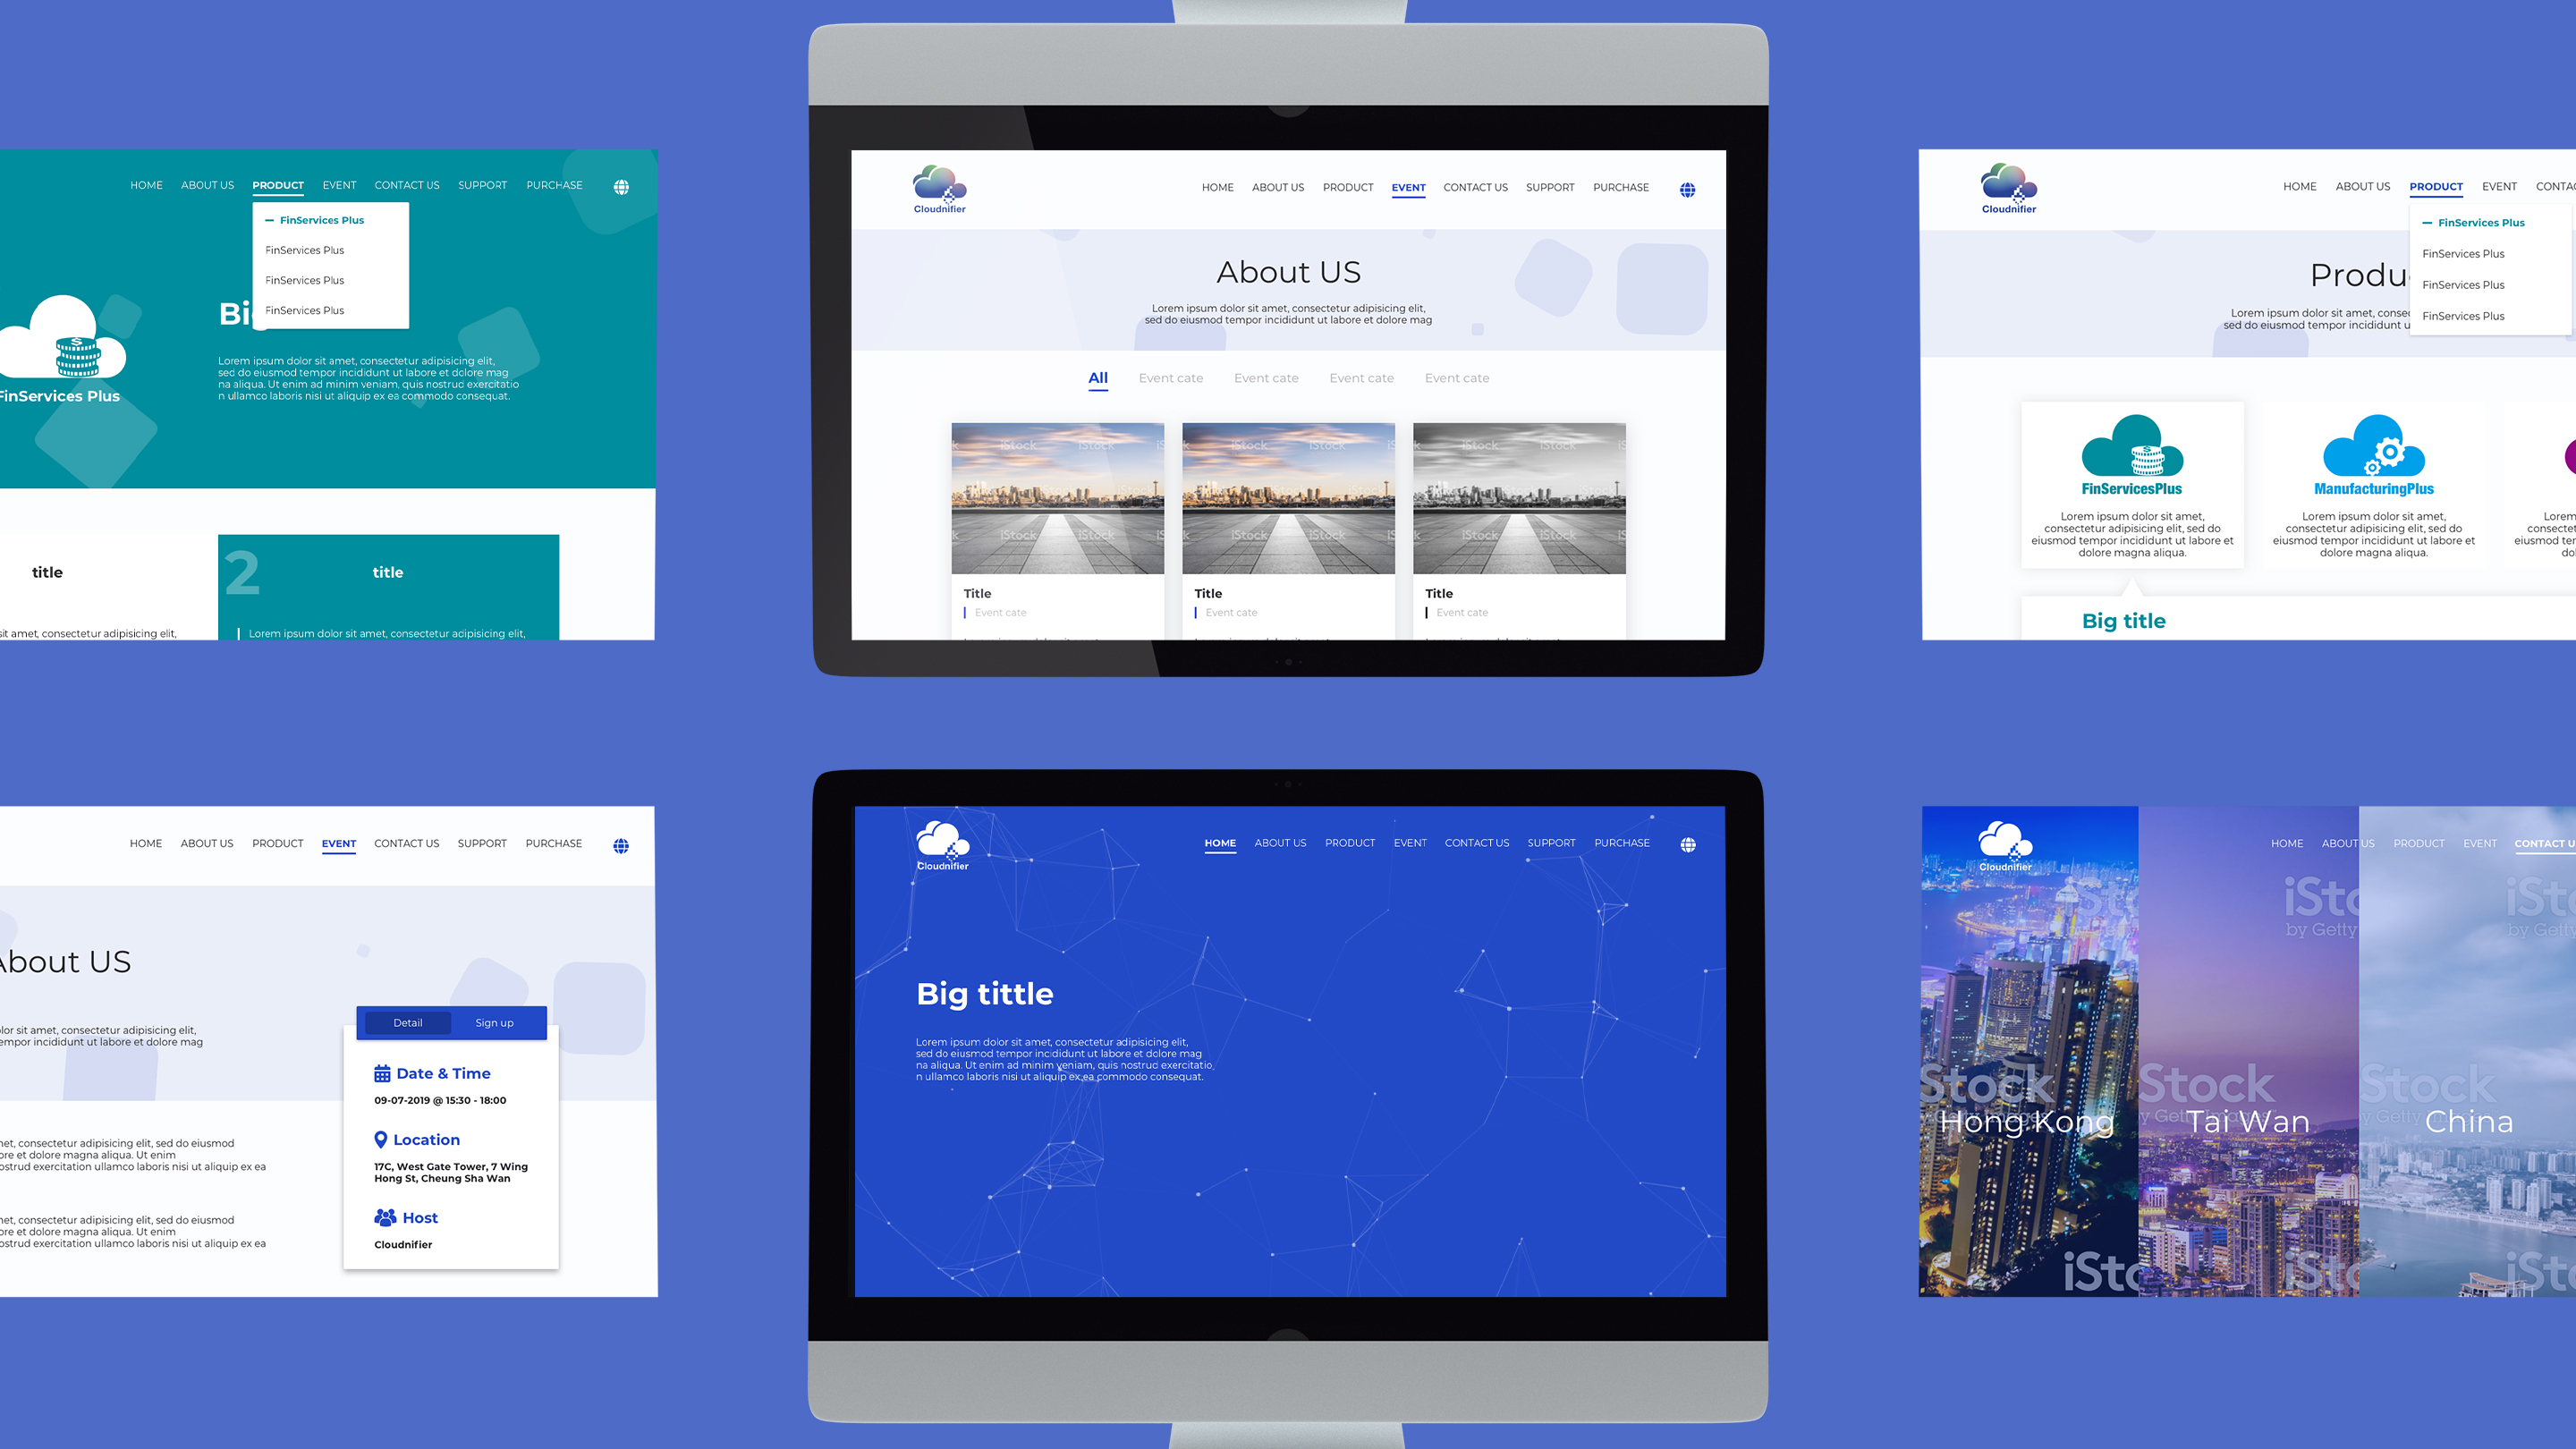 HOME ABOUT US PRODUCT EVENT CONTACT US SUPPORT PURCHASE
FinServices Plus
FinServices Plus
FinServices Plus
FinServices Plus
FinServices Plus
Lorem ipsum dolor sit amet, consectetur adipisicing elit,
sed do eiusmod tempor incididunt ut labore et dolore mag
na aliqua. Ut enim ad minim veniam, quis nostrud exercitatio
n ullamco laboris nisi ut aliquip ex ea commodo consequat.
title
2
title
sit amet, consectetur adipisicing elit,
Lorem ipsum dolor sit amet, consectetur adipisicing elit,
Cloudnifier
HOME ABOUT US PRODUCT EVENT CONTACT US SUPPORT PURCHASE
About US
Lorem ipsum dolor sit amet, consectetur adipisicing elit,
sed do eiusmod tempor incididunt ut labore et dolore mag
All Event cate Event cate Event cate Event cate
iStock iStock iStock iStock iStock iStock
iStock iStock iStock
Title
Event cate
Title
Event cate
Title
Event cate
Cloudnifier
HOME ABOUT US PRODUCT EVENT
FinServices Plus
FinServices Plus
FinServices Plus
FinServices Plus
Lorem ipsum dolor sit amet,
sed do eiusmod tempor incididunt
FinServicesPlus
Lorem ipsum dolor sit amet,
consectetur adipisicing elit, sed do
eiusmod tempor incididunt ut labore et
dolore magna aliqua.
ManufacturingPlus
Lorem ipsum dolor sit amet,
consectetur adipisicing elit, sed do
eiusmod tempor incididunt ut labore et
dolore magna aliqua.
Big title
HOME ABOUT US PRODUCT EVENT CONTACT US SUPPORT PURCHASE
About US
sit amet, consectetur adipisicing elit,
incididunt ut labore et dolore mag
consectetur adipisicing elit, sed do eiusmod
et dolore magna aliqua. Ut enim
exercitation ullamco laboris nisi ut aliquip ex ea
consectetur adipisicing elit, sed do eiusmod
et dolore magna aliqua. Ut enim
exercitation ullamco laboris nisi ut aliquip ex ea
Detail Sign up
Date & Time
09-07-2019 @ 15:30 - 18:00
Location
17C, West Gate Tower, 7 Wing
Hong St, Cheung Sha Wan
Host
Cloudnifier
Cloudnifier
HOME ABOUT US PRODUCT EVENT CONTACT US SUPPORT PURCHASE
Big tittle
Lorem ipsum dolor sit amet, consectetur adipisicing elit,
sed do eiusmod tempor incididunt ut labore et dolore mag
na aliqua. Ut enim ad minim veniam, quis nostrud exercitatio
n ullamco laboris nisi ut aliquip ex ea commodo consequat.
Cloudnifier
HOME ABOUT US PRODUCT EVENT CONTACT
by Getty
Stock Stock Stock
Hong Kong
Tai Wan
China